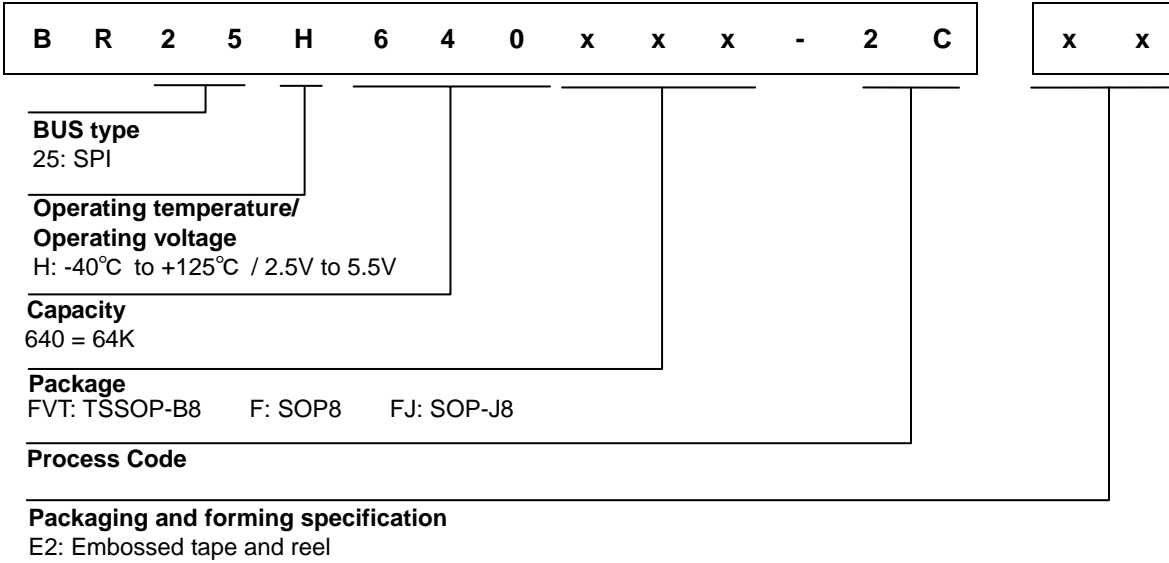 B R 2 5 H 6 4 0 x x x - 2 C x x
BUS type
25: SPI
Operating temperature/
Operating voltage
H: -40℃ to +125℃ / 2.5V to 5.5V
Capacity
640 = 64K
Package
FVT: TSSOP-B8 F: SOP8 FJ: SOP-J8
Process Code
Packaging and forming specification
E2: Embossed tape and reel